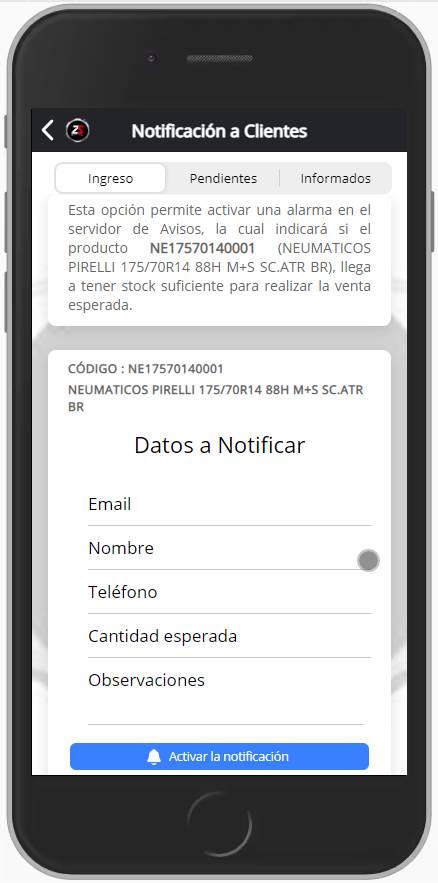 Notificación a Clientes
Ingreso Pendientes Informados
Esta opción permite activar una alarma en el
servidor de Avisos, la cual indicará si el
producto NE17570140001 (NEUMATICOS
PIRELLI 175/70R14 88H M+S SC.ATR BR), llega
a tener stock suficiente para realizar la venta
esperada.
CÓDIGO : NE17570140001
NEUMATICOS PIRELLI 175/70R14 88H M+S SC.ATR
BR
Datos a Notificar
Email
Nombre
Teléfono
Cantidad esperada
Observaciones
Activar la notificación